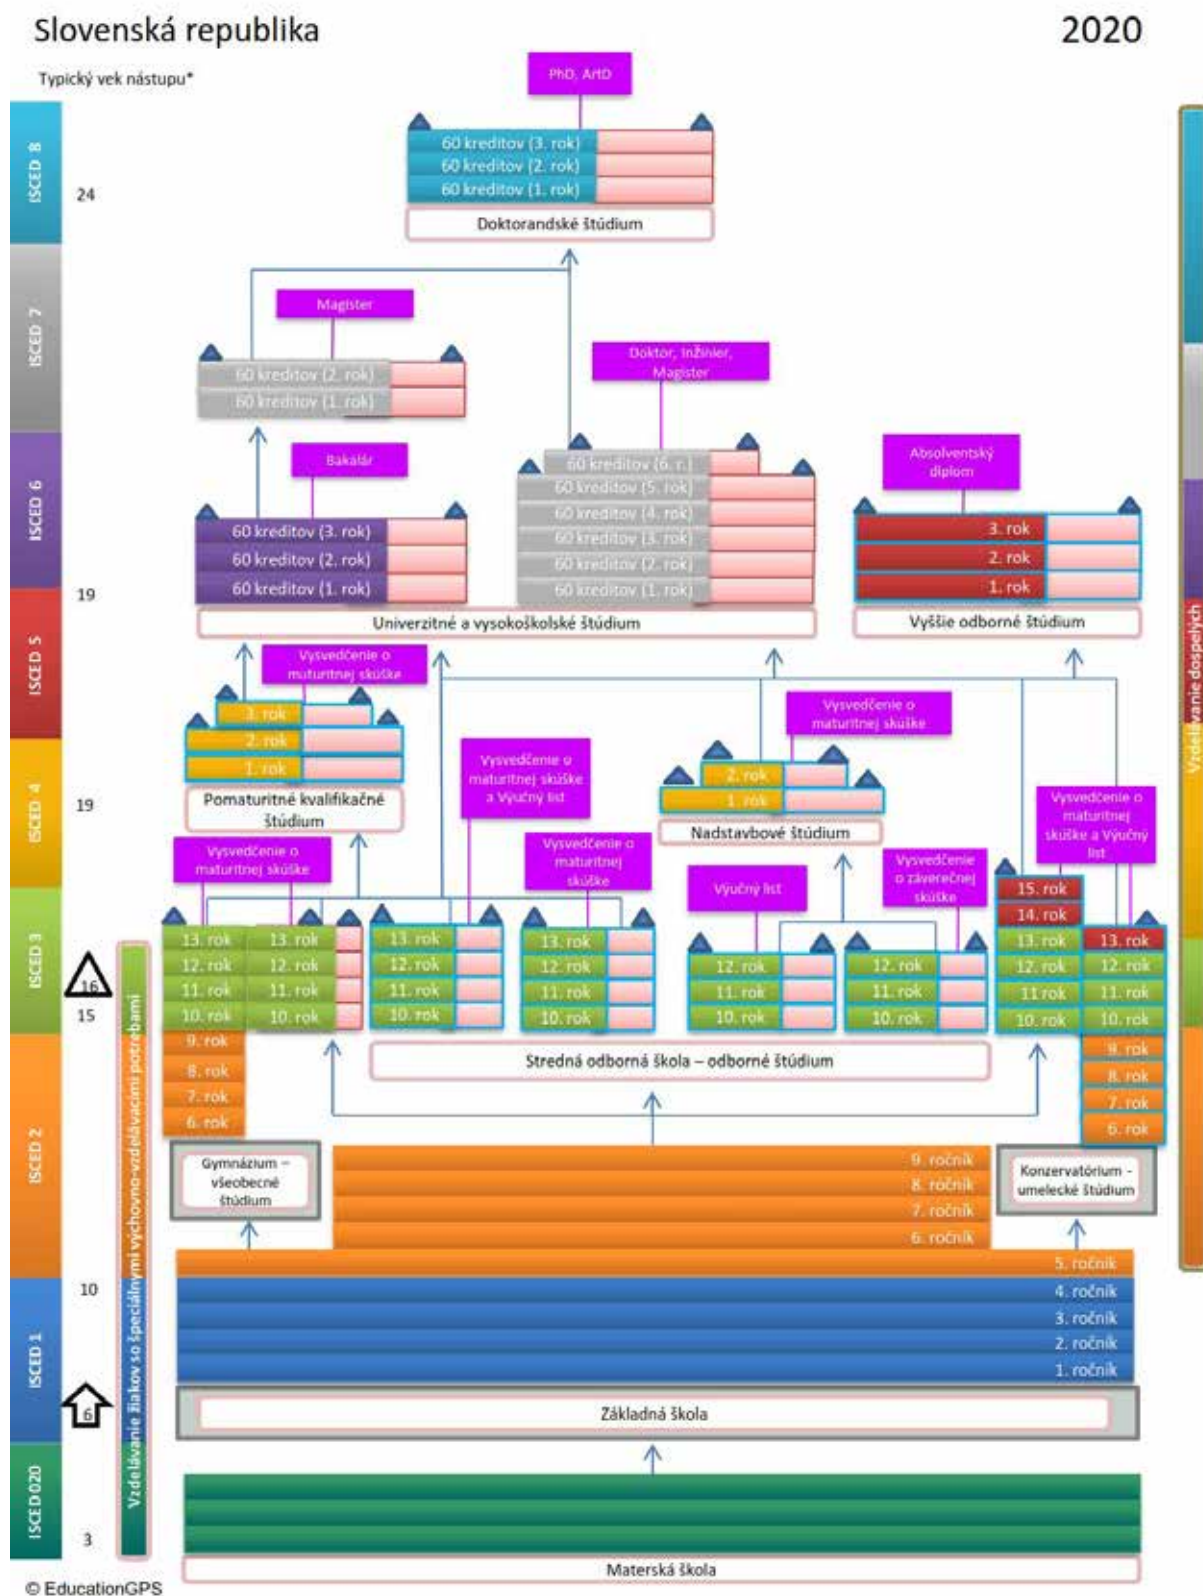 Slovenská republika
2020
Typický vek nástupu*
PhD, ArtD
ISCED 8
24
60 kreditov (3. rok)
60 kreditov (2. rok)
60 kreditov (1. rok)
Doktorandské štúdium
ISCED 7
Magister
60 kreditov (2. rok)
60 kreditov (1. rok)
Doktor, Inžinier,
Magister
60 kreditov (6. r.)
60 kreditov (5. rok)
60 kreditov (4. rok)
60 kreditov (3. rok)
60 kreditov (2. rok)
60 kreditov (1. rok)
ISCED 6
Bakalár
60 kreditov (3. rok)
60 kreditov (2. rok)
60 kreditov (1. rok)
Absolventský
diplom
3. rok
2. rok
1. rok
19
Univerzitné a vysokoškolské štúdium
Vyššie odborné štúdium
ISCED 5
Vysvedčenie o
maturitnej skúške
3. rok
2. rok
1. rok
Pomaturitné kvalifikačné
štúdium
Vysvedčenie o
maturitnej skúške
a Výučný list
Vysvedčenie o
maturitnej skúške
2. rok
1. rok
Nadstavbové štúdium
Vzdelávanie dospelých
ISCED 4
19
Vysvedčenie o
maturitnej skúške
Vysvedčenie o
maturitnej
skúške
Výučný list
Vysvedčenie
o záverečnej
skúške
Vysvedčenie o
maturitnej
skúške a Výučný
list
ISCED 3
16
15
13. rok
12. rok
11. rok
10. rok
9. rok
8. rok
7. rok
6. rok
13. rok
12. rok
11. rok
10. rok
13. rok
12. rok
11. rok
10. rok
13. rok
12. rok
11. rok
10. rok
12. rok
11. rok
10. rok
12. rok
11. rok
10. rok
15. rok
14. rok
13. rok
12. rok
11 rok
10. rok
13. rok
12. rok
11. rok
10. rok
9. rok
8. rok
7. rok
6. rok
Stredná odborná škola – odborné štúdium
ISCED 2
Vzdelávanie žiakov so špeciálnymi výchovno-vzdelávacími potrebami
Gymnázium –
všeobecné
štúdium
Konzervatórium -
umelecké štúdium
9. ročník
8. ročník
7. ročník
6. ročník
5. ročník
10
ISCED 1
4. ročník
3. ročník
2. ročník
1. ročník
6
Základná škola
ISCED 020
3
Materská škola
© EducationGPS